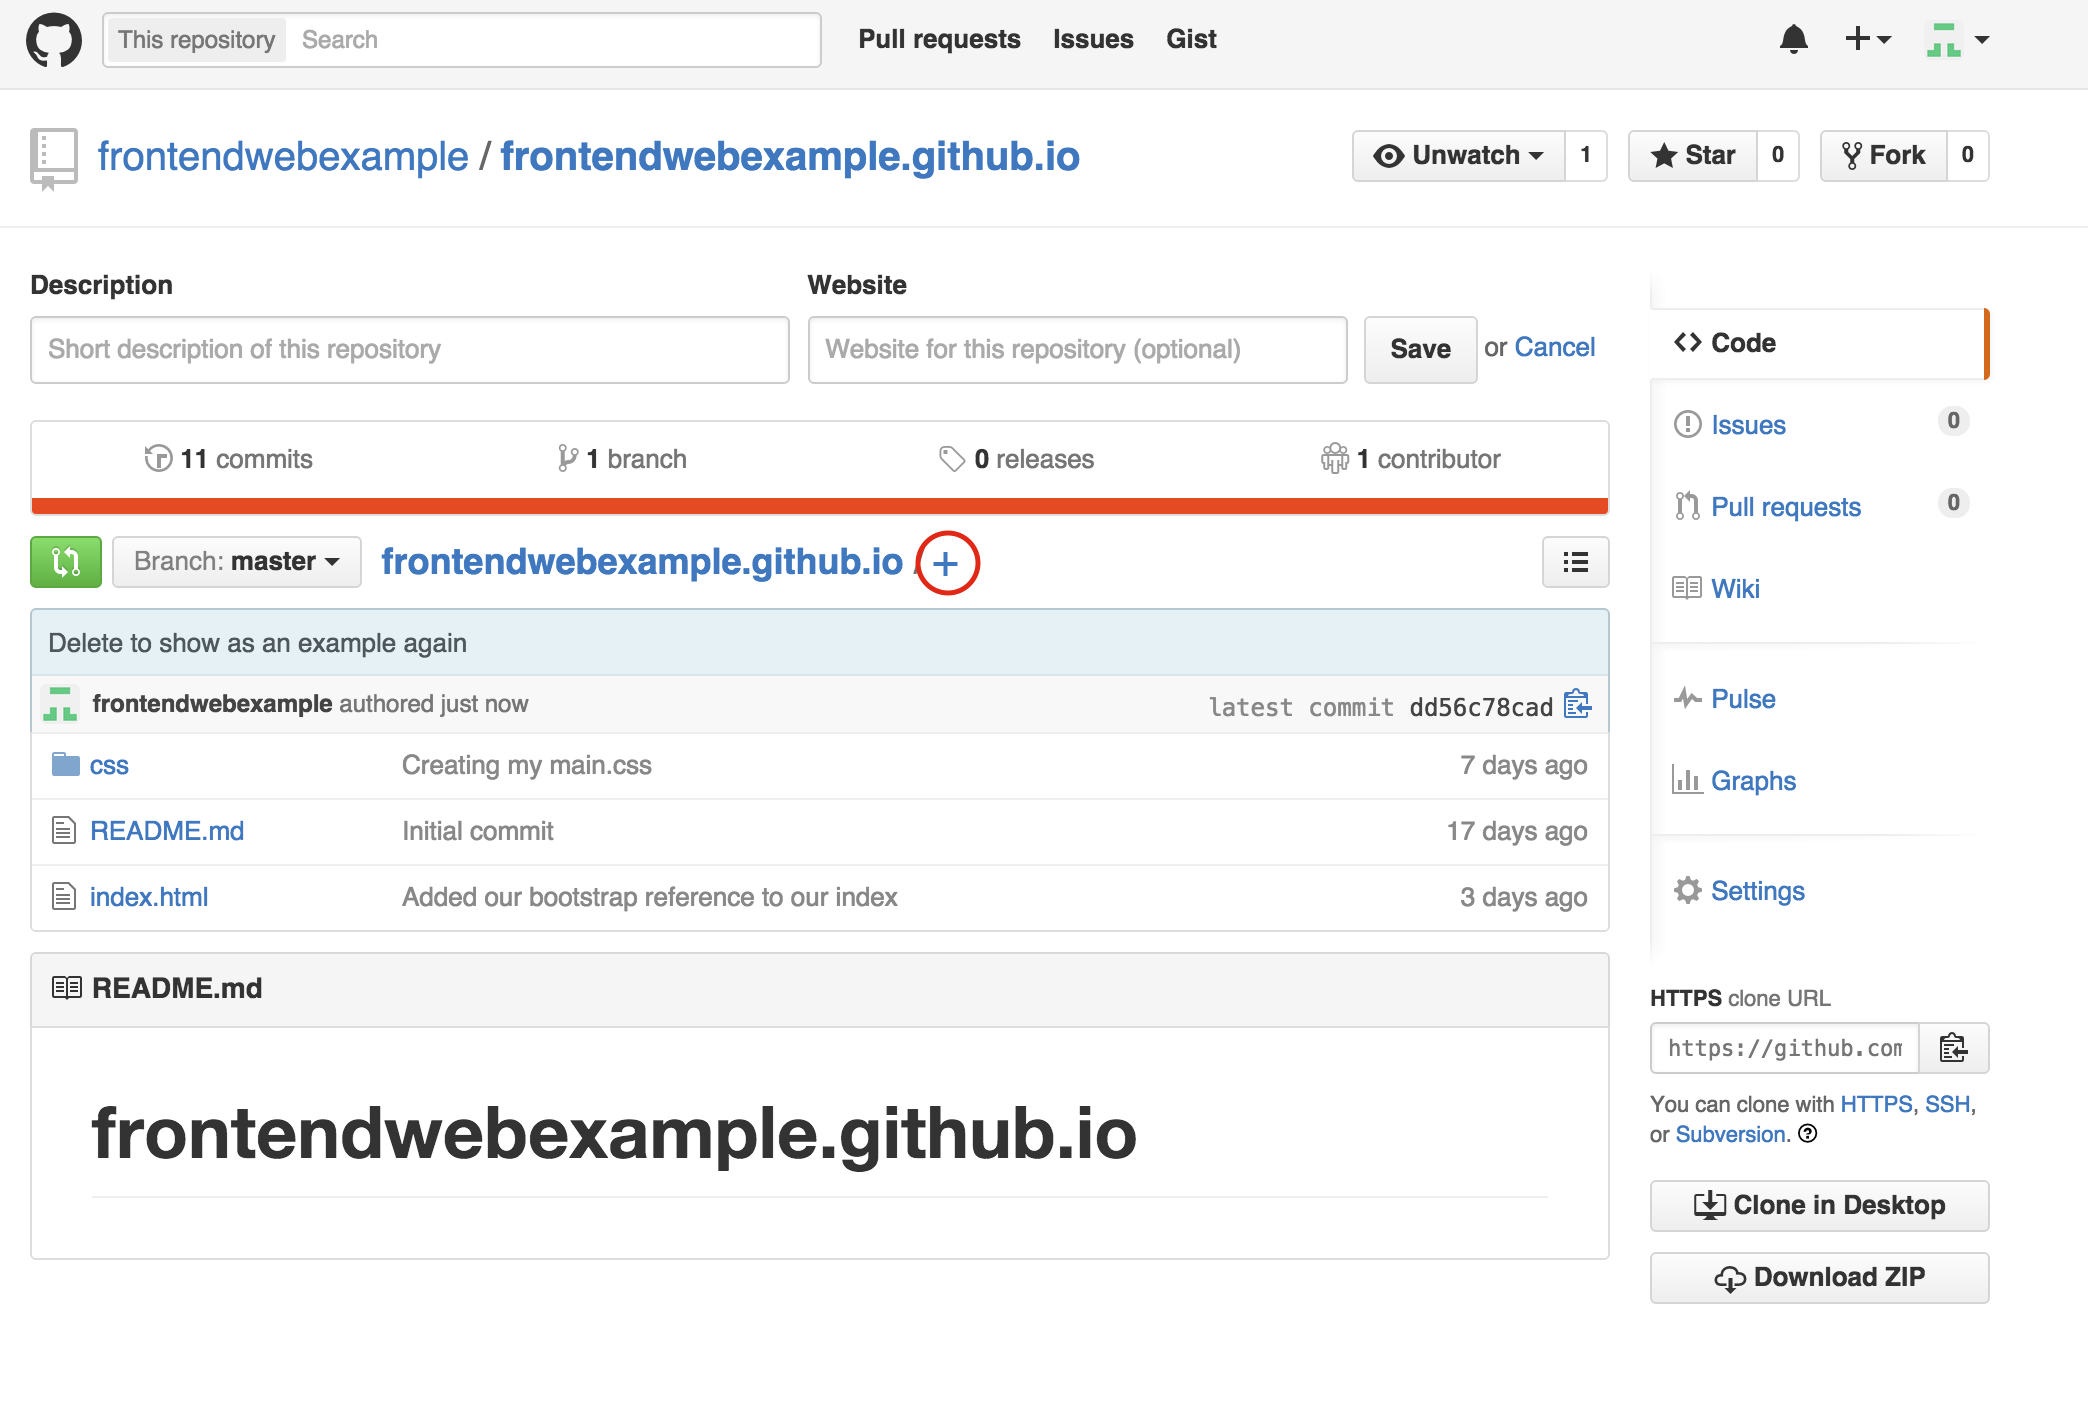 This repository Search Pull requests Issues Gist
frontendwebexample / frontendwebexample.github.io Unwatch 1 Star 0 Fork 0
Description Website
Short description of this repository Website for this repository (optional) Save or Cancel
11 commits 1 branch 0 releases 1 contributor
Branch: master frontendwebexample.github.io / +
Delete to show as an example again
frontendwebexample authored just now latest commit dd56c78cad
css Creating my main.css 7 days ago
README.md Initial commit 17 days ago
index.html Added our bootstrap reference to our index 3 days ago
README.md
frontendwebexample.github.io
Code
Issues 0
Pull requests 0
Wiki
Pulse
Graphs
Settings
HTTPS clone URL
https://github.com
You can clone with HTTPS, SSH,
or Subversion.
Clone in Desktop
Download ZIP